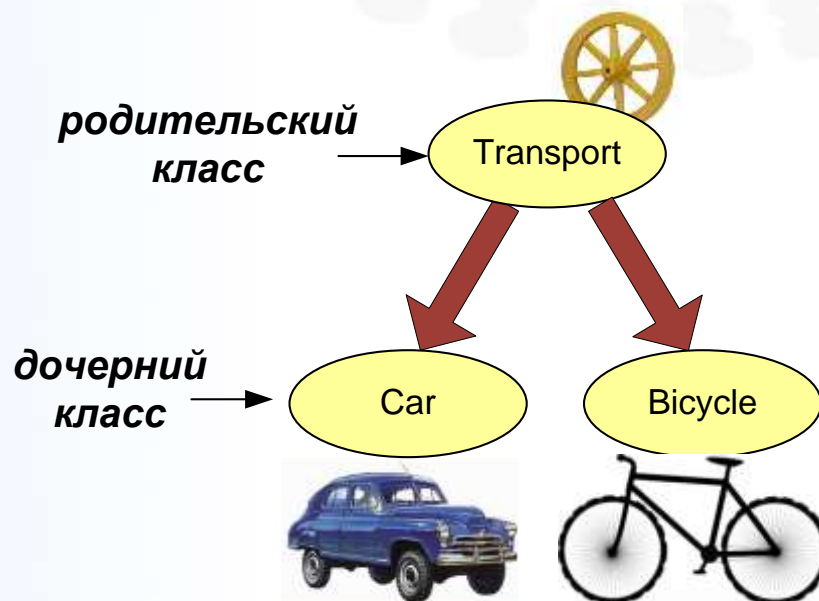 родительский
класс
Transport
дочерний
класс
Car
Bicycle